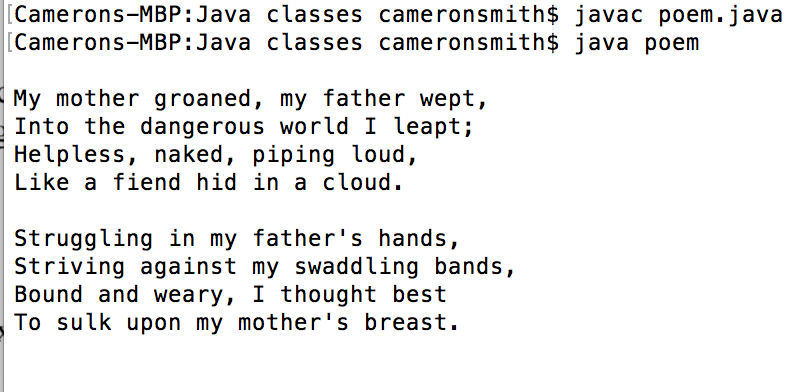 [Camerons-MBP:Java classes cameronsmith$ javac poem.java
[Camerons-MBP:Java classes cameronsmith$ java poem
My mother groaned, my father wept,
Into the dangerous world I leapt;
Helpless, naked, piping loud,
Like a fiend hid in a cloud.
Struggling in my father's hands,
Striving against my swaddling bands,
Bound and weary, I thought best
To sulk upon my mother's breast.